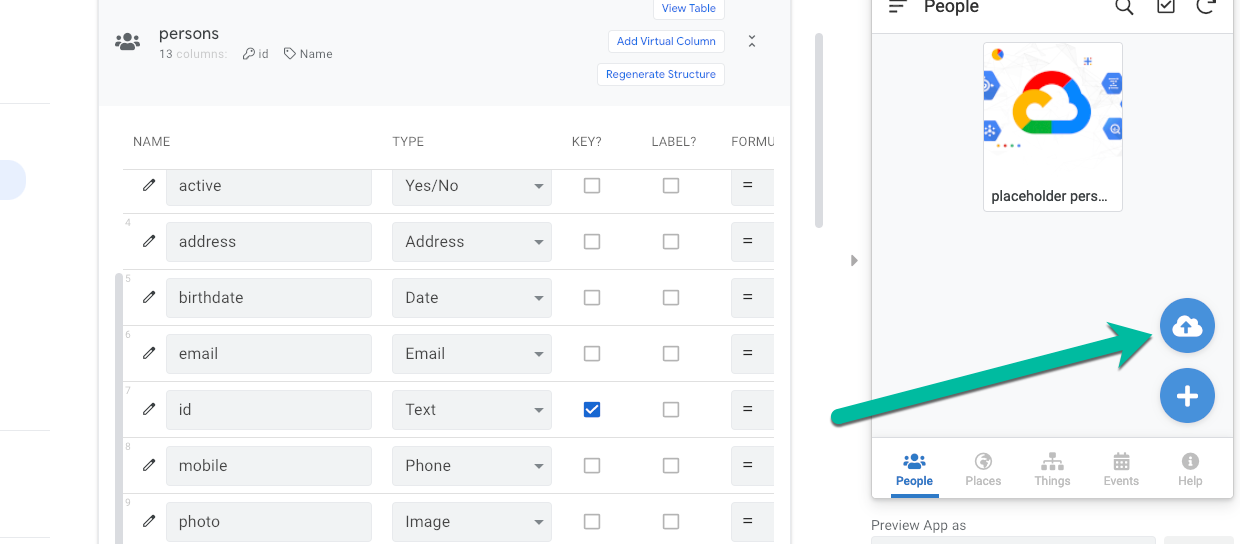 View Table
persons
13 columns: id Name
Add Virtual Column
Regenerate Structure
NAME TYPE KEY? LABEL? FORMU
active Yes/No =
4
address Address =
5
birthdate Date =
6
email Email =
7
id Text =
8
mobile Phone =
9
photo Image =
People
placeholder pers...
People Places Things Events Help
Preview App as